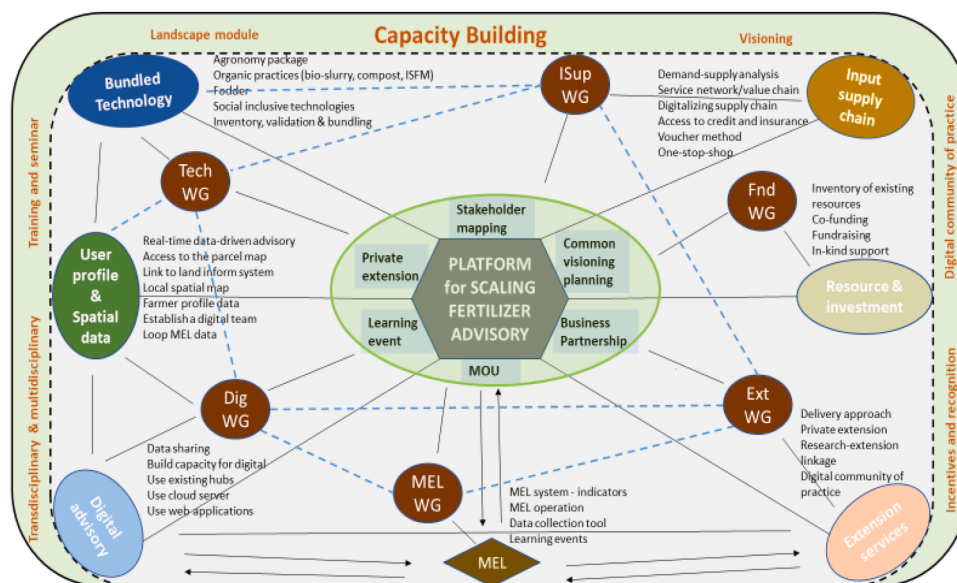 Landscape module
Capacity Building
Visioning
Training and seminar
Transdisciplinary & multidisciplinary
Digital community of practice
Incentives and recognition
Bundled
Technology
Agronomy package
Organic practices (bio-slurry, compost, ISFM)
Fodder
Social inclusive technologies
Inventory, validation & bundling
ISup
WG
Demand-supply analysis
Service network/value chain
Digitalizing supply chain
Access to credit and insurance
Voucher method
One-stop-shop
Input
supply
chain
Tech
WG
Fnd
WG
Inventory of existing
resources
Co-funding
Fundraising
In-kind support
User
profile &
Spatial
data
Real-time data-driven advisory
Access to the parcel map
Link to land inform system
Local spatial map
Farmer profile data
Establish a digital team
Loop MEL data
Stakeholder
mapping
Private
extension
Common
visioning
planning
PLATFORM
for SCALING
FERTILIZER
ADVISORY
Learning
event
Business
Partnership
MOU
Resource &
investment
Dig
WG
Ext
WG
Data sharing
Build capacity for digital
Use existing hubs
Use cloud server
Use web applications
Delivery approach
Private extension
Research-extension
linkage
Digital community of
practice
MEL
WG
MEL system - indicators
MEL operation
Data collection tool
Learning events
Digital
advisory
MEL
Extension
services